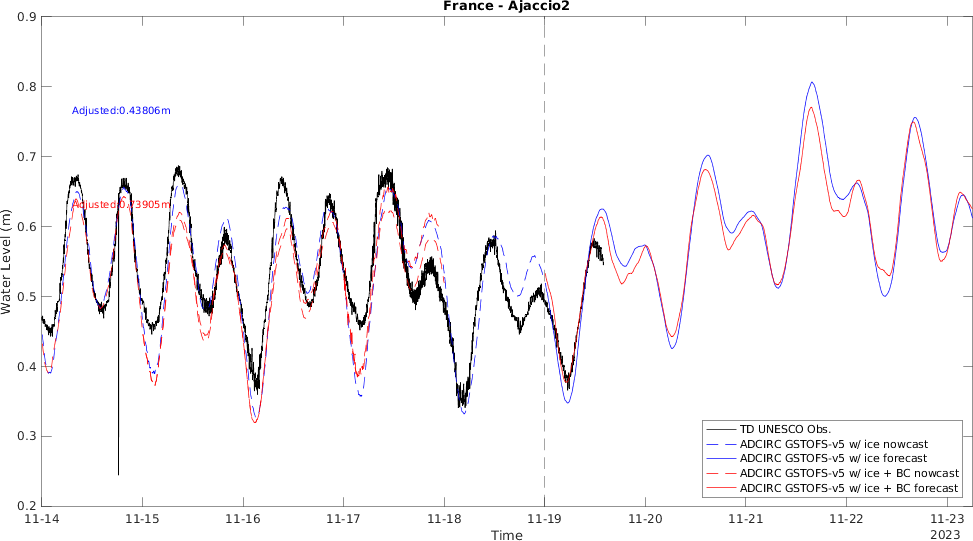 France - Ajaccio2
0.9
0.8
0.7
0.6
0.5
0.4
0.3
0.2
Water Level (m)
Adjusted:0.43806m
Adjusted:0.73905m
TD UNESCO Obs.
ADCIRC GSTOFS-v5 w/ ice nowcast
ADCIRC GSTOFS-v5 w/ ice forecast
ADCIRC GSTOFS-v5 w/ ice + BC nowcast
ADCIRC GSTOFS-v5 w/ ice + BC forecast
11-14 11-15 11-16 11-17 11-18 11-19 11-20 11-21 11-22 11-23
Time
2023